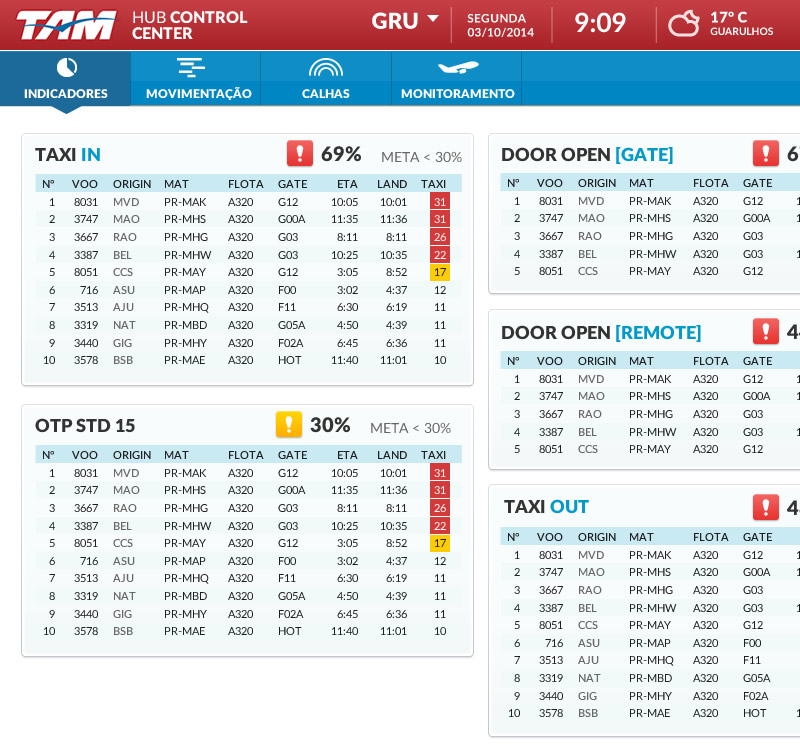 TAM
HUB CONTROL
CENTER
GRU
SEGUNDA
03/10/2014
9:09
17° C
GUARULHOS
INDICADORES
MOVIMENTAÇÃO
CALHAS
MONITORAMENTO
TAXI IN
! 69% META < 30%
Nº VOO ORIGIN MAT FLOTA GATE ETA LAND TAXI
1 8031 MVD PR-MAK A320 G12 10:05 10:01 31
2 3747 MAO PR-MHS A320 G00A 11:35 11:36 31
3 3667 RAO PR-MHG A320 G03 8:11 8:11 26
4 3387 BEL PR-MHW A320 G03 10:25 10:35 22
5 8051 CCS PR-MAY A320 G12 3:05 8:52 17
6 716 ASU PR-MAP A320 F00 3:02 4:37 12
7 3513 AJU PR-MHQ A320 F11 6:30 6:19 11
8 3319 NAT PR-MBD A320 G05A 4:50 4:39 11
9 3440 GIG PR-MHY A320 F02A 6:45 6:36 11
10 3578 BSB PR-MAE A320 HOT 11:40 11:01 10
OTP STD 15
! 30% META < 30%
Nº VOO ORIGIN MAT FLOTA GATE ETA LAND TAXI
1 8031 MVD PR-MAK A320 G12 10:05 10:01 31
2 3747 MAO PR-MHS A320 G00A 11:35 11:36 31
3 3667 RAO PR-MHG A320 G03 8:11 8:11 26
4 3387 BEL PR-MHW A320 G03 10:25 10:35 22
5 8051 CCS PR-MAY A320 G12 3:05 8:52 17
6 716 ASU PR-MAP A320 F00 3:02 4:37 12
7 3513 AJU PR-MHQ A320 F11 6:30 6:19 11
8 3319 NAT PR-MBD A320 G05A 4:50 4:39 11
9 3440 GIG PR-MHY A320 F02A 6:45 6:36 11
10 3578 BSB PR-MAE A320 HOT 11:40 11:01 10
DOOR OPEN [GATE]
! 6
Nº VOO ORIGIN MAT FLOTA GATE
1 8031 MVD PR-MAK A320 G12
2 3747 MAO PR-MHS A320 G00A
3 3667 RAO PR-MHG A320 G03
4 3387 BEL PR-MHW A320 G03
5 8051 CCS PR-MAY A320 G12
DOOR OPEN [REMOTE]
! 4
Nº VOO ORIGIN MAT FLOTA GATE
1 8031 MVD PR-MAK A320 G12
2 3747 MAO PR-MHS A320 G00A
3 3667 RAO PR-MHG A320 G03
4 3387 BEL PR-MHW A320 G03
5 8051 CCS PR-MAY A320 G12
TAXI OUT
! 4
Nº VOO ORIGIN MAT FLOTA GATE
1 8031 MVD PR-MAK A320 G12
2 3747 MAO PR-MHS A320 G00A
3 3667 RAO PR-MHG A320 G03
4 3387 BEL PR-MHW A320 G03
5 8051 CCS PR-MAY A320 G12
6 716 ASU PR-MAP A320 F00
7 3513 AJU PR-MHQ A320 F11
8 3319 NAT PR-MBD A320 G05A
9 3440 GIG PR-MHY A320 F02A
10 3578 BSB PR-MAE A320 HOT